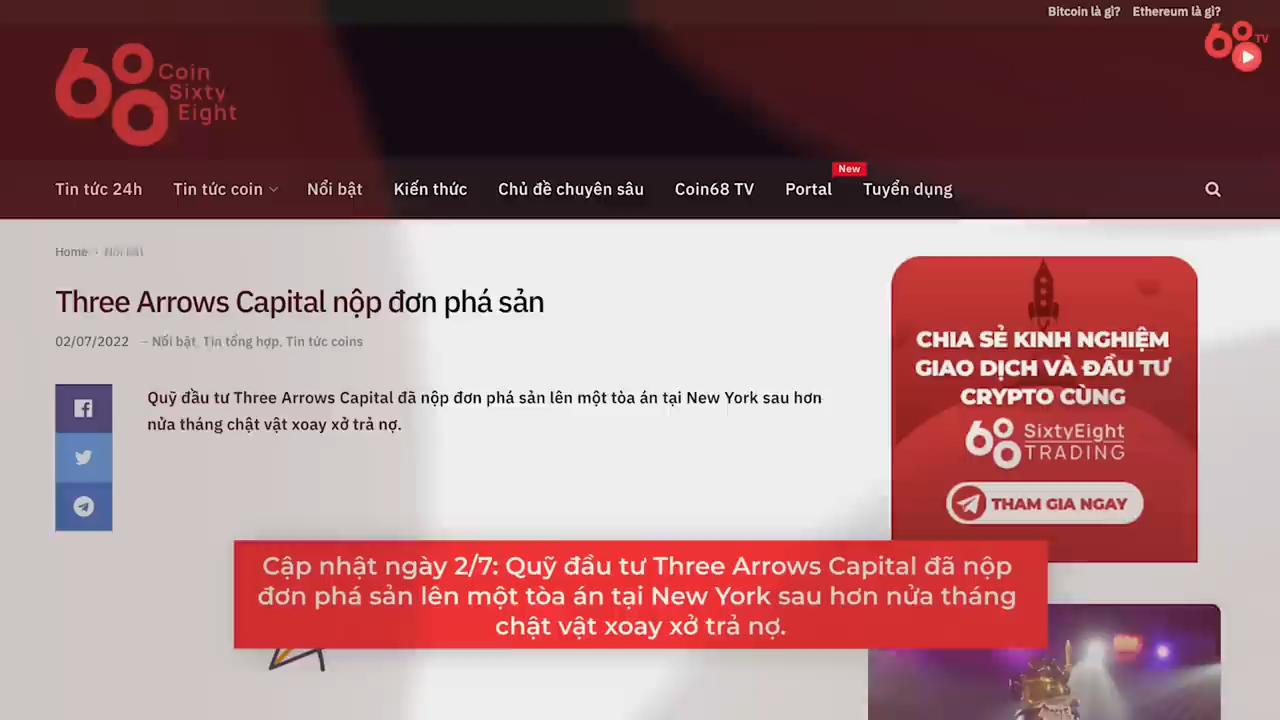 Bitcoin là gì? Ethereum là gì?
68 TV
68 Coin
Sixty
Eight
New
Tin tức 24h Tin tức coin Nổi bật Kiến thức Chủ đề chuyên sâu Coin68 TV Portal Tuyển dụng
Home · Nổi bật
Three Arrows Capital nộp đơn phá sản
02/07/2022 – Nổi bật, Tin tổng hợp, Tin tức coins
Quỹ đầu tư Three Arrows Capital đã nộp đơn phá sản lên một tòa án tại New York sau hơn
nửa tháng chật vật xoay xở trả nợ.
CHIA SẺ KINH NGHIỆM
GIAO DỊCH VÀ ĐẦU TƯ
CRYPTO CÙNG
68 SixtyEight
TRADING
THAM GIA NGAY
Cập nhật ngày 2/7: Quỹ đầu tư Three Arrows Capital đã nộp
đơn phá sản lên một tòa án tại New York sau hơn nửa tháng
chật vật xoay xở trả nợ.